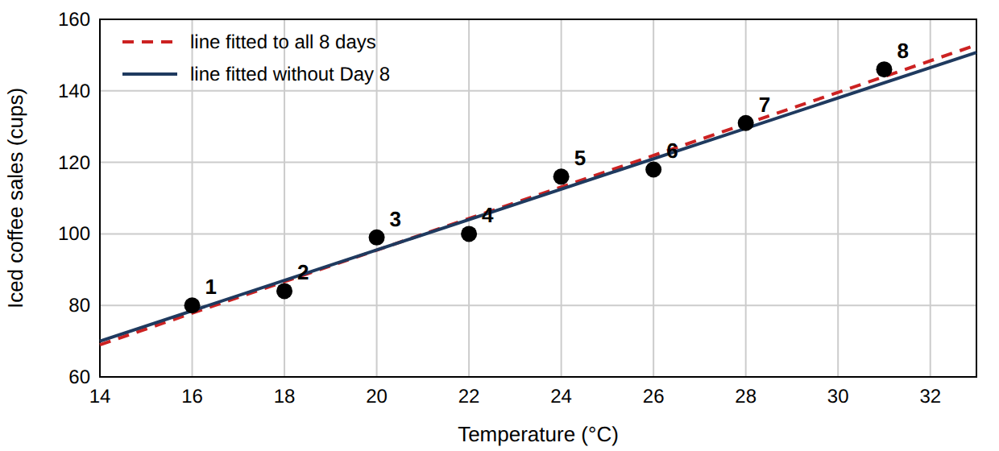 160
line fitted to all 8 days
line fitted without Day 8
140
120
100
80
60
Iced coffee sales (cups)
1
2
3
4
5
6
7
8
14 16 18 20 22 24 26 28 30 32
Temperature (°C)